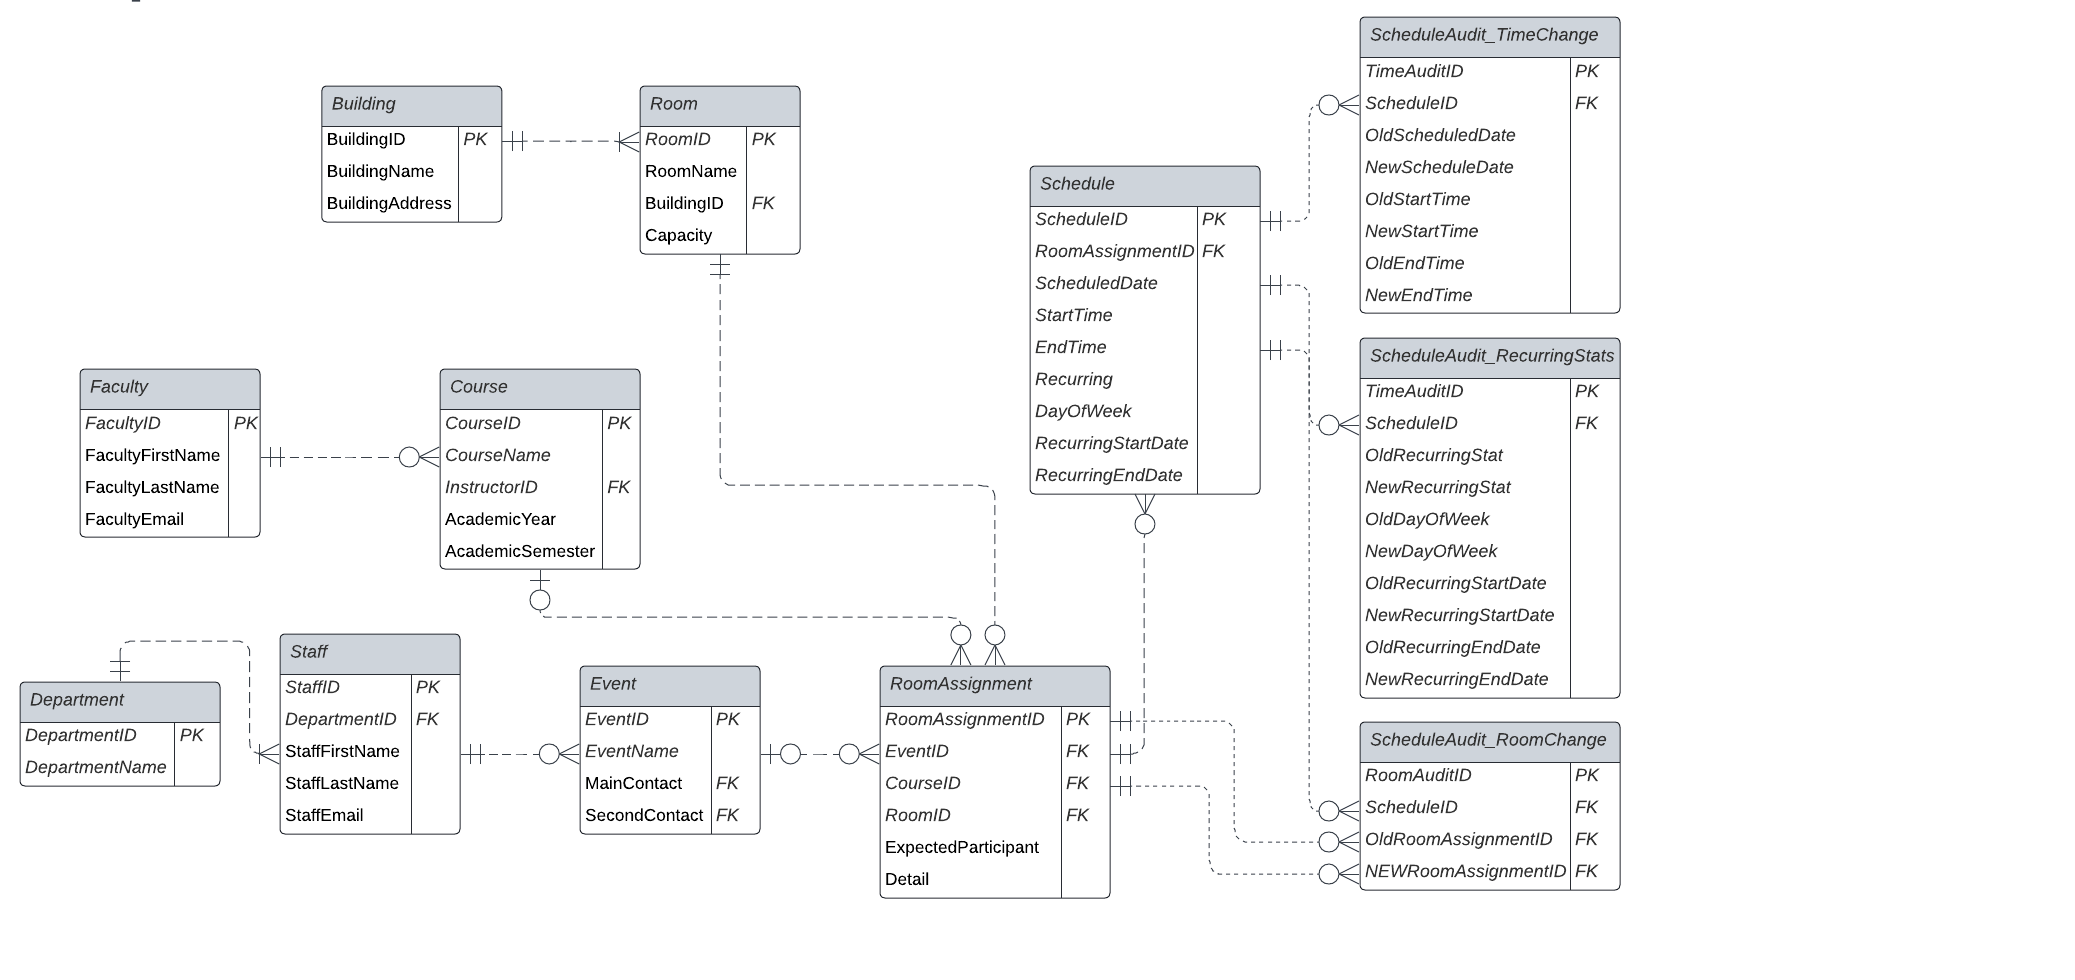 Building
BuildingID PK
BuildingName
BuildingAddress
Room
RoomID PK
RoomName
BuildingID FK
Capacity
Schedule
ScheduleID PK
RoomAssignmentID FK
ScheduledDate
StartTime
EndTime
Recurring
DayOfWeek
RecurringStartDate
RecurringEndDate
ScheduleAudit_TimeChange
TimeAuditID PK
ScheduleID FK
OldScheduledDate
NewScheduleDate
OldStartTime
NewStartTime
OldEndTime
NewEndTime
ScheduleAudit_RecurringStats
TimeAuditID PK
ScheduleID FK
OldRecurringStat
NewRecurringStat
OldDayOfWeek
NewDayOfWeek
OldRecurringStartDate
NewRecurringStartDate
OldRecurringEndDate
NewRecurringEndDate
Faculty
FacultyID PK
FacultyFirstName
FacultyLastName
FacultyEmail
Course
CourseID PK
CourseName
InstructorID FK
AcademicYear
AcademicSemester
Department
DepartmentID PK
DepartmentName
Staff
StaffID PK
DepartmentID FK
StaffFirstName
StaffLastName
StaffEmail
Event
EventID PK
EventName
MainContact FK
SecondContact FK
RoomAssignment
RoomAssignmentID PK
EventID FK
CourseID FK
RoomID FK
ExpectedParticipant
Detail
ScheduleAudit_RoomChange
RoomAuditID PK
ScheduleID FK
OldRoomAssignmentID FK
NEWRoomAssignmentID FK